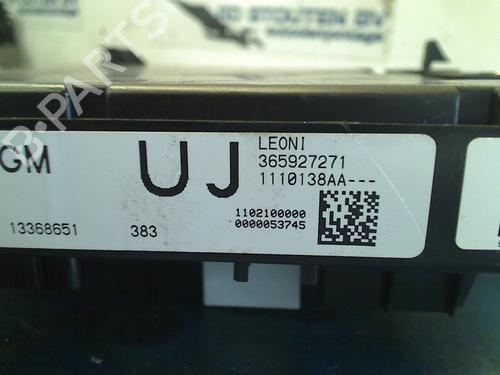 GM
UJ
LEONI
365927271
1110138AA---
1102100000
0000053745
13368651
383
B-PARTS